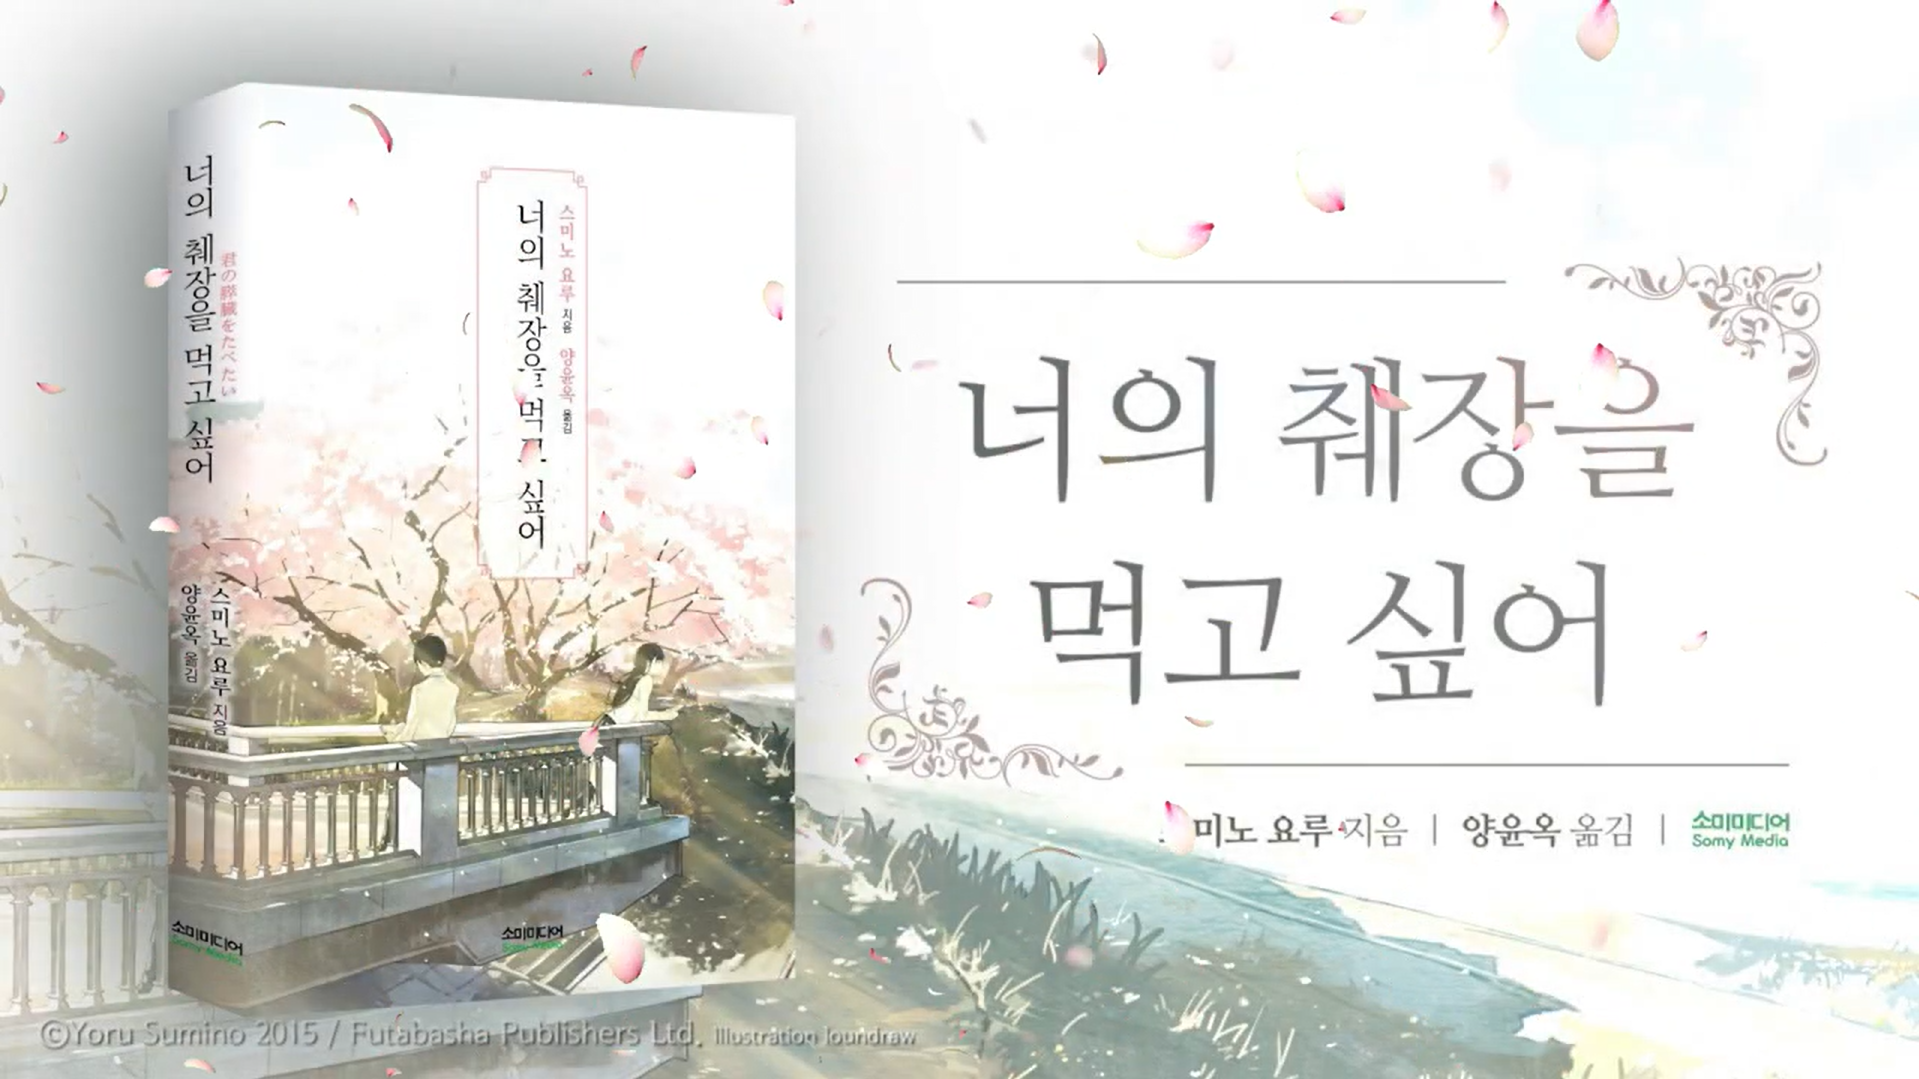 너의 췌장을 먹고 싶어
君の膵臓をたべたい
스미노 요루 지음
양윤옥 옮김
소미미디어
Somy Media
스미노 요루 지음 양윤옥 옮김
너의 췌장을 먹고 싶어
소미미디어
Somy Media
너의 췌장을
먹고 싶어
미노 요루 지음 | 양윤옥 옮김 | 소미미디어
Somy Media
©Yoru Sumino 2015 / Futabasha Publishers Ltd. Illustration loundraw